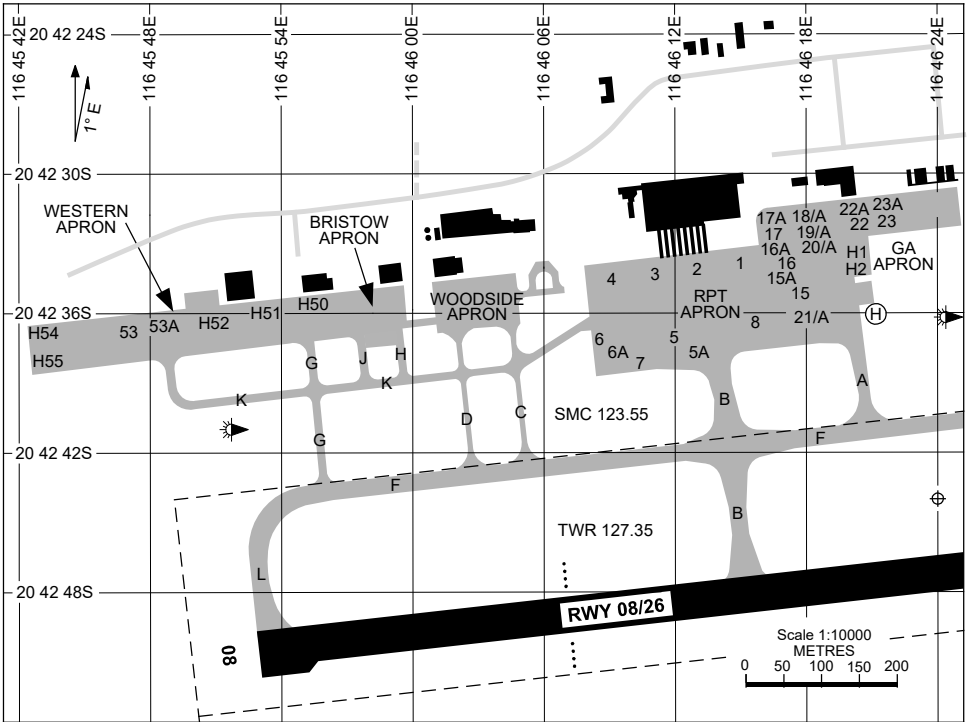 116 45 42E
116 45 48E
116 45 54E
116 46 00E
116 46 06E
116 46 12E
116 46 18E
116 46 24E
20 42 24S
1° E
20 42 30S
WESTERN
APRON
BRISTOW
APRON
17A
18/A
22A
23A
17
19/A
22
23
16A
20/A
H1
GA
APRON
16
H2
15A
15
4
3
2
1
RPT
APRON
WOODSIDE
APRON
H50
H51
H52
20 42 36S
53
53A
H54
H55
21/A
H
8
5
5A
6
6A
7
G
J
H
K
K
B
A
G
D
C
SMC 123.55
F
20 42 42S
F
B
TWR 127.35
L
20 42 48S
RWY 08/26
08
Scale 1:10000
METRES
0 50 100 150 200